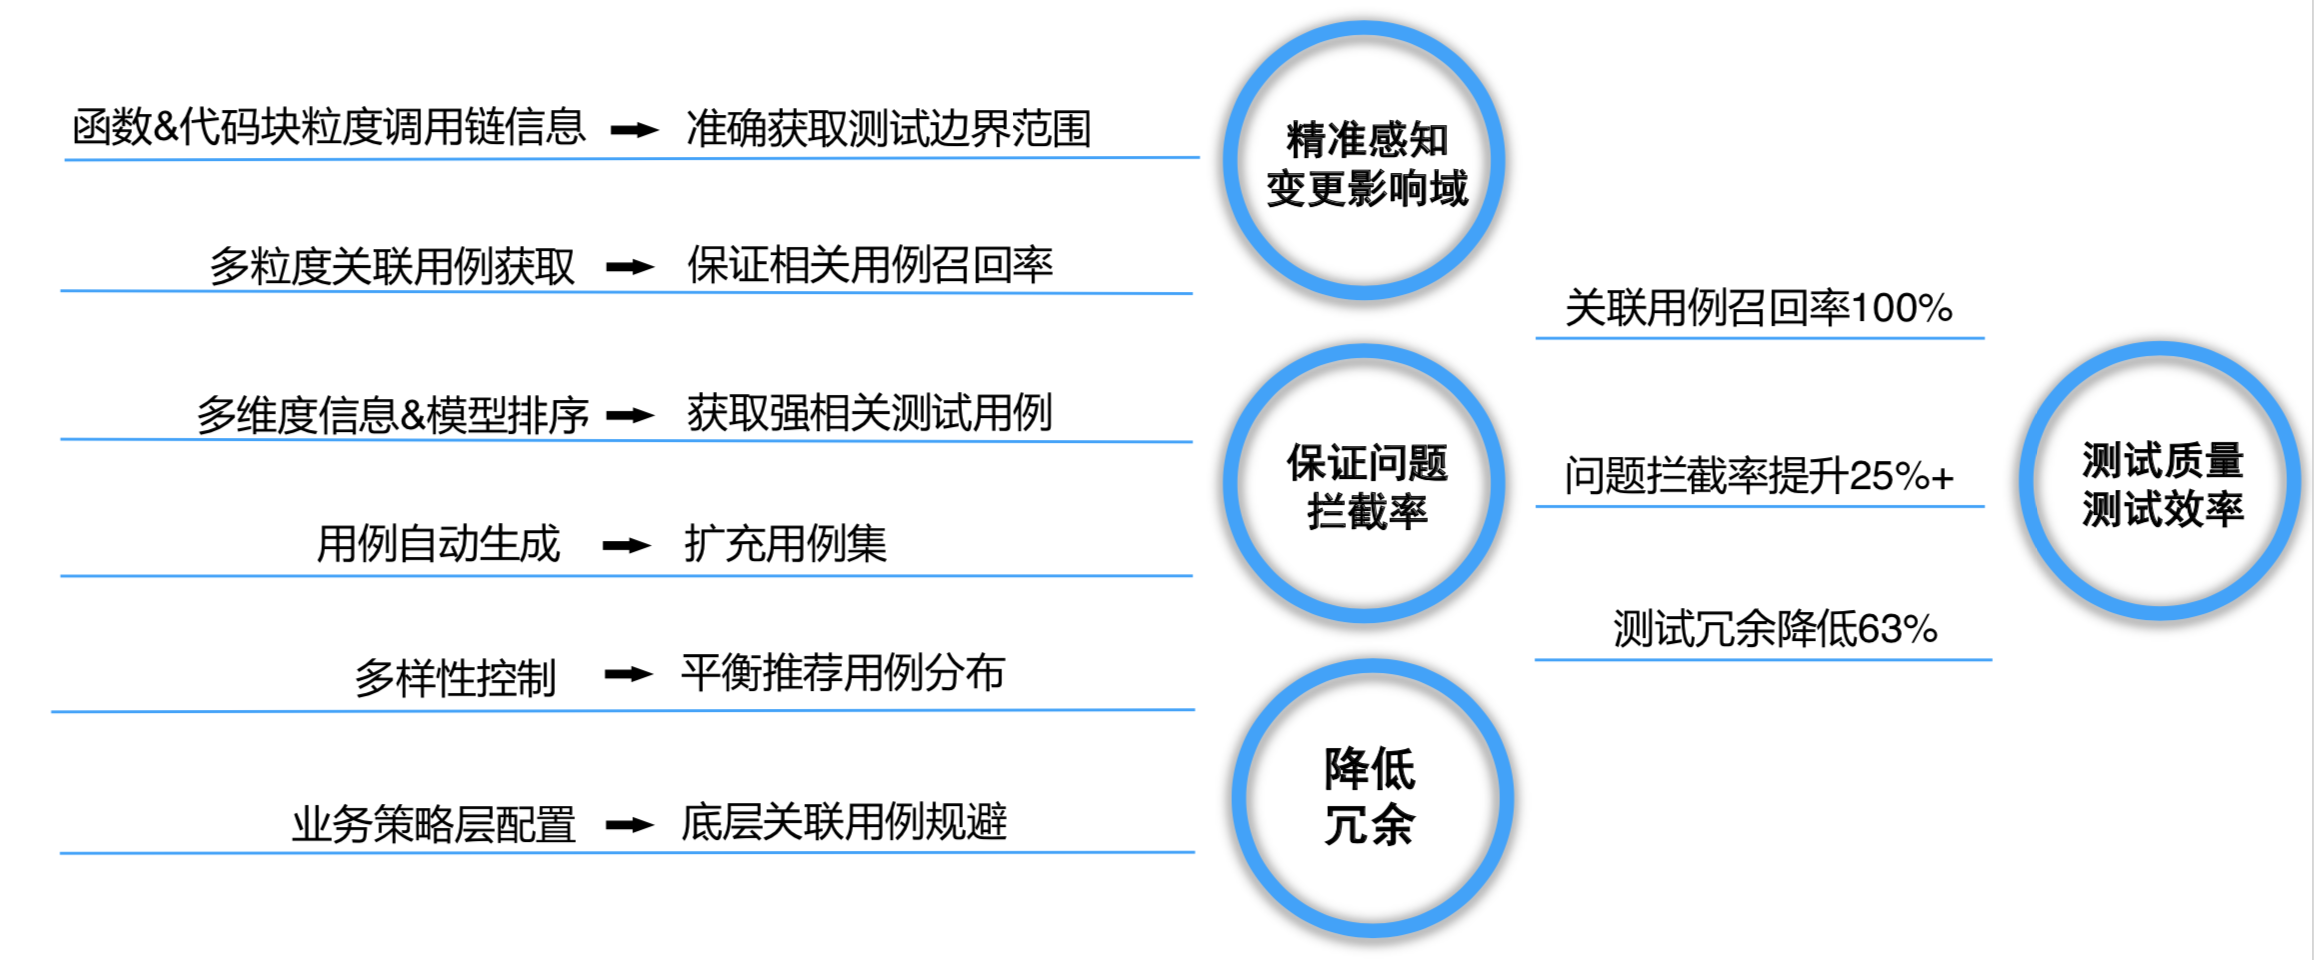 函数&代码块粒度调用链信息 ➡ 准确获取测试边界范围
多粒度关联用例获取 ➡ 保证相关用例召回率
多维度信息&模型排序 ➡ 获取强相关测试用例
用例自动生成 ➡ 扩充用例集
多样性控制 ➡ 平衡推荐用例分布
业务策略层配置 ➡ 底层关联用例规避
精准感知
变更影响域
保证问题
拦截率
降低
冗余
关联用例召回率100%
问题拦截率提升25%+
测试冗余降低63%
测试质量
测试效率